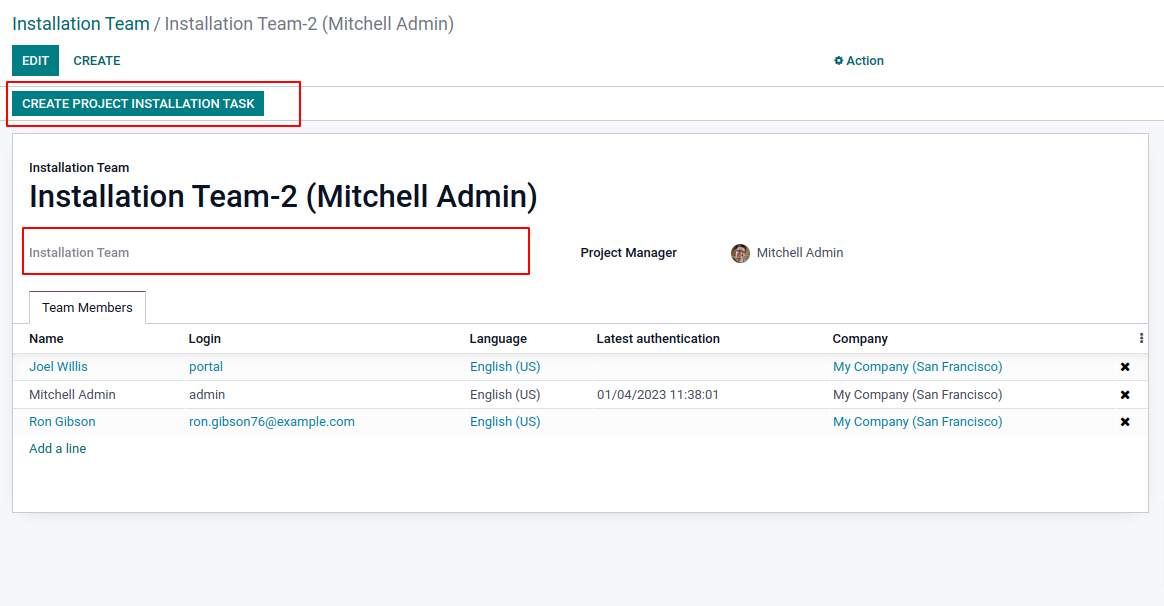 Installation Team / Installation Team-2 (Mitchell Admin)
EDIT CREATE Action
CREATE PROJECT INSTALLATION TASK
Installation Team
Installation Team-2 (Mitchell Admin)
Installation Team Project Manager Mitchell Admin
Team Members
Name Login Language Latest authentication Company
Joel Willis portal English (US) My Company (San Francisco)
Mitchell Admin admin English (US) 01/04/2023 11:38:01 My Company (San Francisco)
Ron Gibson ron.gibson76@example.com English (US) My Company (San Francisco)
Add a line